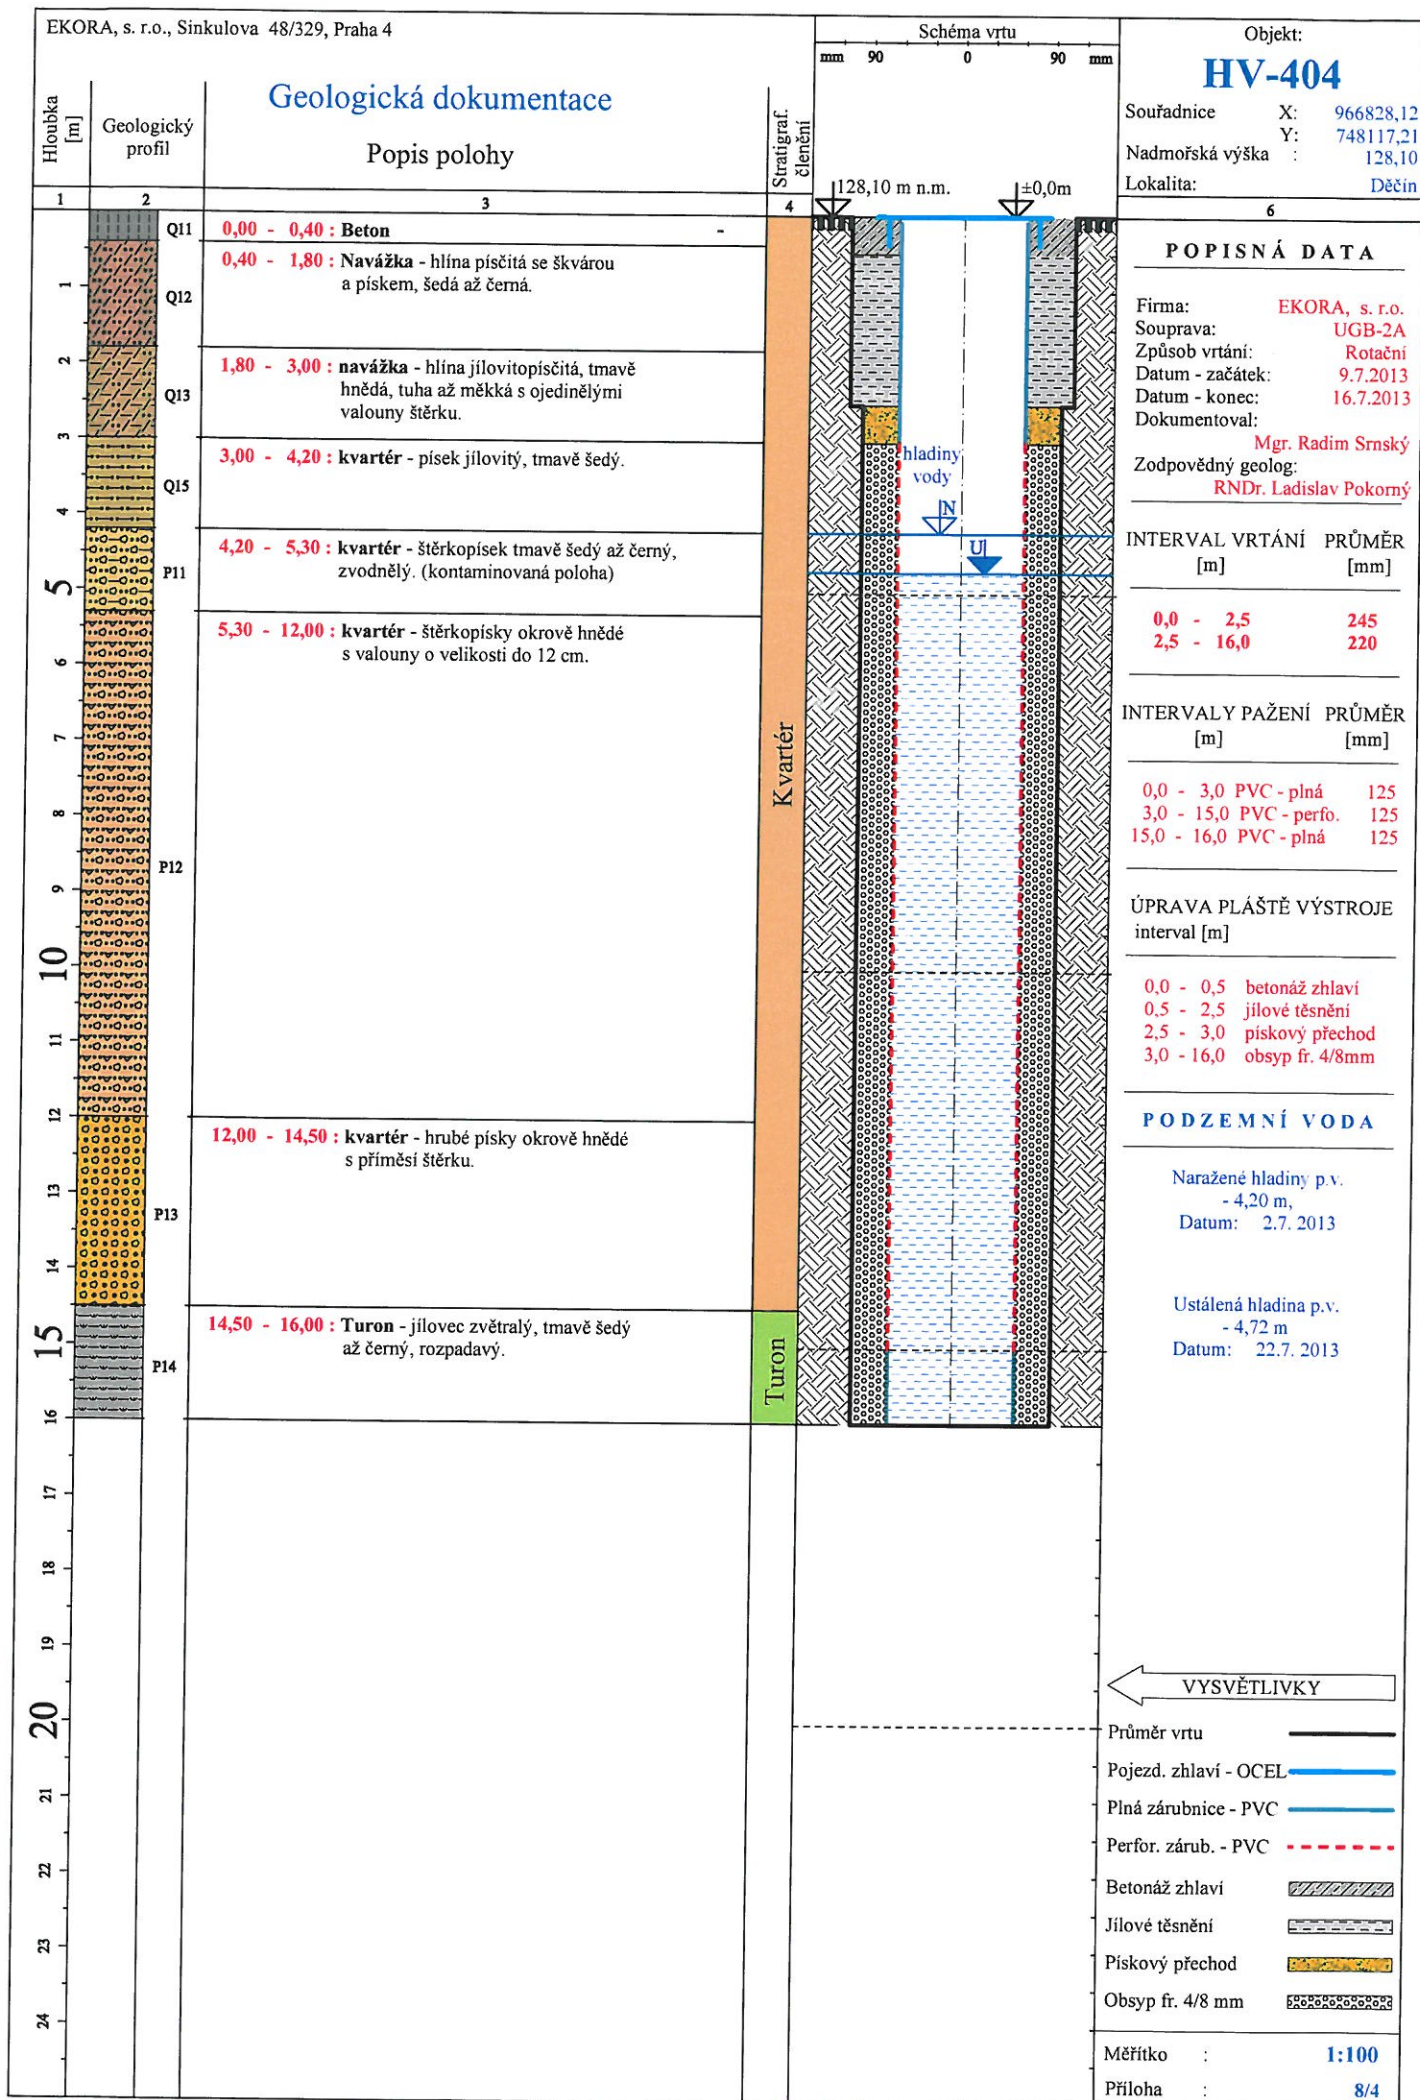 EKORA, s. r.o., Sinkulova 48/329, Praha 4
Geologická dokumentace
Hloubka [m]
Geologický profil
Popis polohy
Stratigraf. členění
1
2
3
4
Q11
0,00 - 0,40 : Beton -
Q12
0,40 - 1,80 : Navážka - hlína písčitá se škvárou
a pískem, šedá až černá.
Q13
1,80 - 3,00 : navážka - hlína jílovitopísčitá, tmavě
hnědá, tuha až měkká s ojedinělými
valouny štěrku.
Q15
3,00 - 4,20 : kvartér - písek jílovitý, tmavě šedý.
P11
4,20 - 5,30 : kvartér - štěrkopísek tmavě šedý až černý,
zvodnělý. (kontaminovaná poloha)
P12
5,30 - 12,00 : kvartér - štěrkopísky okrově hnědé
s valouny o velikosti do 12 cm.
P13
12,00 - 14,50 : kvartér - hrubé písky okrově hnědé
s příměsí štěrku.
P14
14,50 - 16,00 : Turon - jílovec zvětralý, tmavě šedý
až černý, rozpadavý.
1
2
3
4
5
6
7
8
9
10
11
12
13
14
15
16
17
18
19
20
21
22
23
24
Kvartér
Turon
Schéma vrtu
mm 90 0 90 mm
128,10 m n.m.
±0,0m
hladiny
vody
N
U
Objekt:
HV-404
Souřadnice X: 966828,12
Y: 748117,21
Nadmořská výška : 128,10
Lokalita: Děčín
6
POPISNÁ DATA
Firma: EKORA, s. r.o.
Souprava: UGB-2A
Způsob vrtání: Rotační
Datum - začátek: 9.7.2013
Datum - konec: 16.7.2013
Dokumentoval:
Mgr. Radim Srnský
Zodpovědný geolog:
RNDr. Ladislav Pokorný
INTERVAL VRTÁNÍ PRŮMĚR
[m] [mm]
0,0 - 2,5 245
2,5 - 16,0 220
INTERVALY PAŽENÍ PRŮMĚR
[m] [mm]
0,0 - 3,0 PVC - plná 125
3,0 - 15,0 PVC - perfo. 125
15,0 - 16,0 PVC - plná 125
ÚPRAVA PLÁŠTĚ VÝSTROJE
interval [m]
0,0 - 0,5 betonáž zhlaví
0,5 - 2,5 jílové těsnění
2,5 - 3,0 pískový přechod
3,0 - 16,0 obsyp fr. 4/8mm
PODZEMNÍ VODA
Naražené hladiny p.v.
- 4,20 m,
Datum: 2.7. 2013
Ustálená hladina p.v.
- 4,72 m
Datum: 22.7. 2013
VYSVĚTLIVKY
Průměr vrtu
Pojezd. zhlaví - OCEL
Plná zárubnice - PVC
Perfor. zárub. - PVC
Betonáž zhlaví
Jílové těsnění
Pískový přechod
Obsyp fr. 4/8 mm
Měřítko : 1:100
Příloha : 8/4